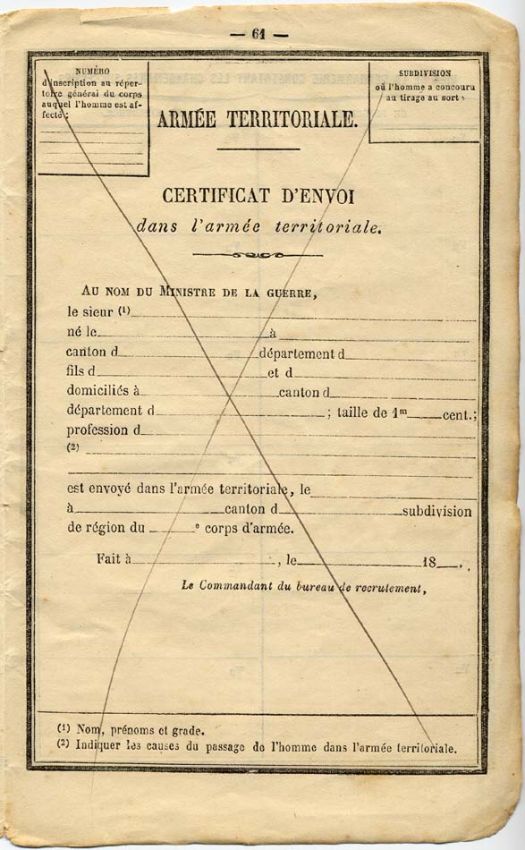 — 61 —
NUMÉRO
d'inscription au réper-
toire général du corps
auquel l'homme est af-
fecté :
SUBDIVISION
où l'homme a concouru
au tirage au sort :
ARMÉE TERRITORIALE.
CERTIFICAT D'ENVOI
dans l'armée territoriale.
AU NOM DU MINISTRE DE LA GUERRE,
le sieur (1)
né le à
canton d département d
fils d et d
domiciliés à canton d
département d ; taille de 1m cent.;
profession d
(2)
est envoyé dans l'armée territoriale, le
à canton d subdivision
de région du e corps d'armée.
Fait à , le 18 .
Le Commandant du bureau de recrutement,
(1) Nom, prénoms et grade.
(2) Indiquer les causes du passage de l'homme dans l'armée territoriale.